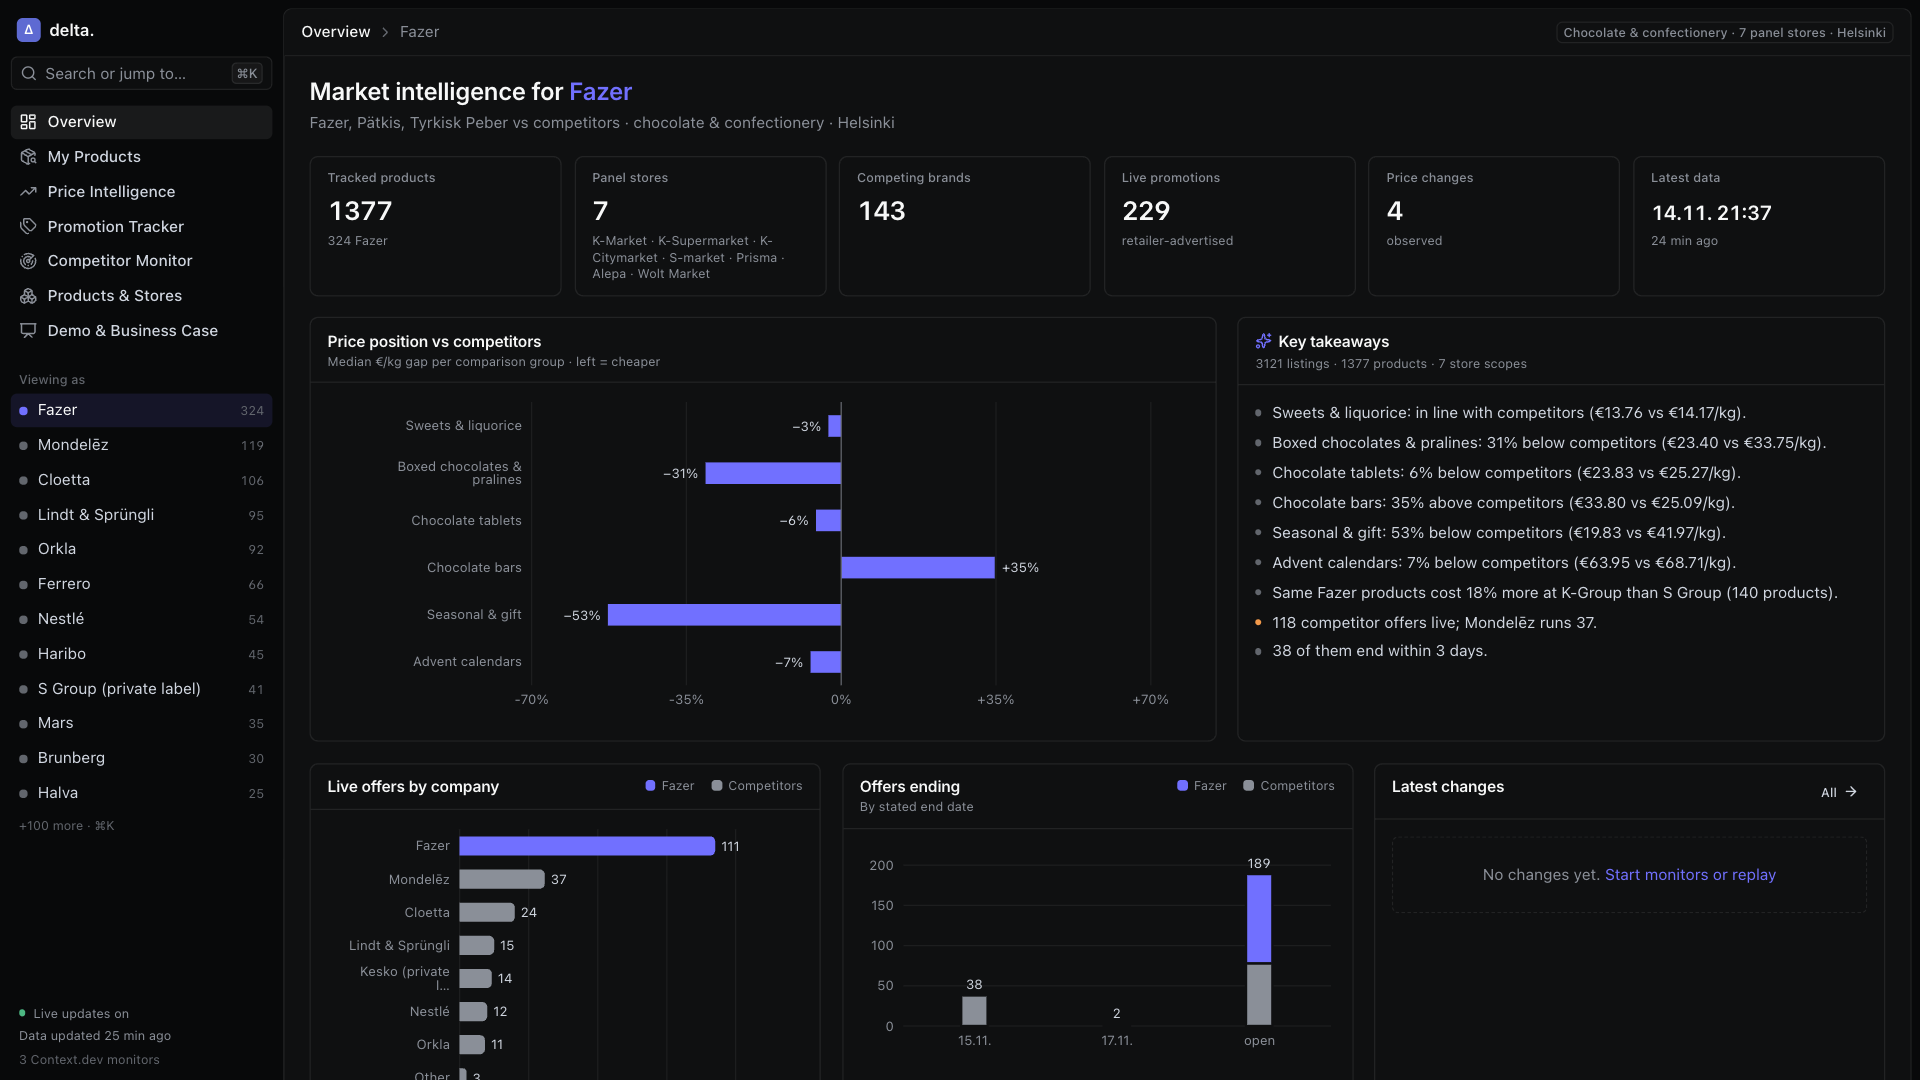 Δ delta.
Search or jump to... ⌘K
Overview
My Products
Price Intelligence
Promotion Tracker
Competitor Monitor
Products & Stores
Demo & Business Case
Viewing as
Fazer 324
Mondelēz 119
Cloetta 106
Lindt & Sprüngli 95
Orkla 92
Ferrero 66
Nestlé 54
Haribo 45
S Group (private label) 41
Mars 35
Brunberg 30
Halva 25
+100 more · ⌘K
Live updates on
Data updated 25 min ago
3 Context.dev monitors
Overview > Fazer
Chocolate & confectionery · 7 panel stores · Helsinki
Market intelligence for Fazer
Fazer, Pätkis, Tyrkisk Peber vs competitors · chocolate & confectionery · Helsinki
Tracked products
1377
324 Fazer
Panel stores
7
K-Market · K-Supermarket · K-
Citymarket · S-market · Prisma ·
Alepa · Wolt Market
Competing brands
143
Live promotions
229
retailer-advertised
Price changes
4
observed
Latest data
14.11. 21:37
24 min ago
Price position vs competitors
Median €/kg gap per comparison group · left = cheaper
Sweets & liquorice −3%
Boxed chocolates &
pralines −31%
Chocolate tablets −6%
Chocolate bars +35%
Seasonal & gift −53%
Advent calendars −7%
-70% -35% 0% +35% +70%
Key takeaways
3121 listings · 1377 products · 7 store scopes
Sweets & liquorice: in line with competitors (€13.76 vs €14.17/kg).
Boxed chocolates & pralines: 31% below competitors (€23.40 vs €33.75/kg).
Chocolate tablets: 6% below competitors (€23.83 vs €25.27/kg).
Chocolate bars: 35% above competitors (€33.80 vs €25.09/kg).
Seasonal & gift: 53% below competitors (€19.83 vs €41.97/kg).
Advent calendars: 7% below competitors (€63.95 vs €68.71/kg).
Same Fazer products cost 18% more at K-Group than S Group (140 products).
118 competitor offers live; Mondelēz runs 37.
38 of them end within 3 days.
Live offers by company
Fazer Competitors
Fazer 111
Mondelēz 37
Cloetta 24
Lindt & Sprüngli 15
Kesko (private
l... 14
Nestlé 12
Orkla 11
Other 3
Offers ending
By stated end date
Fazer Competitors
200
150
100
50
0
38
2
189
15.11. 17.11. open
Latest changes
All →
No changes yet. Start monitors or replay